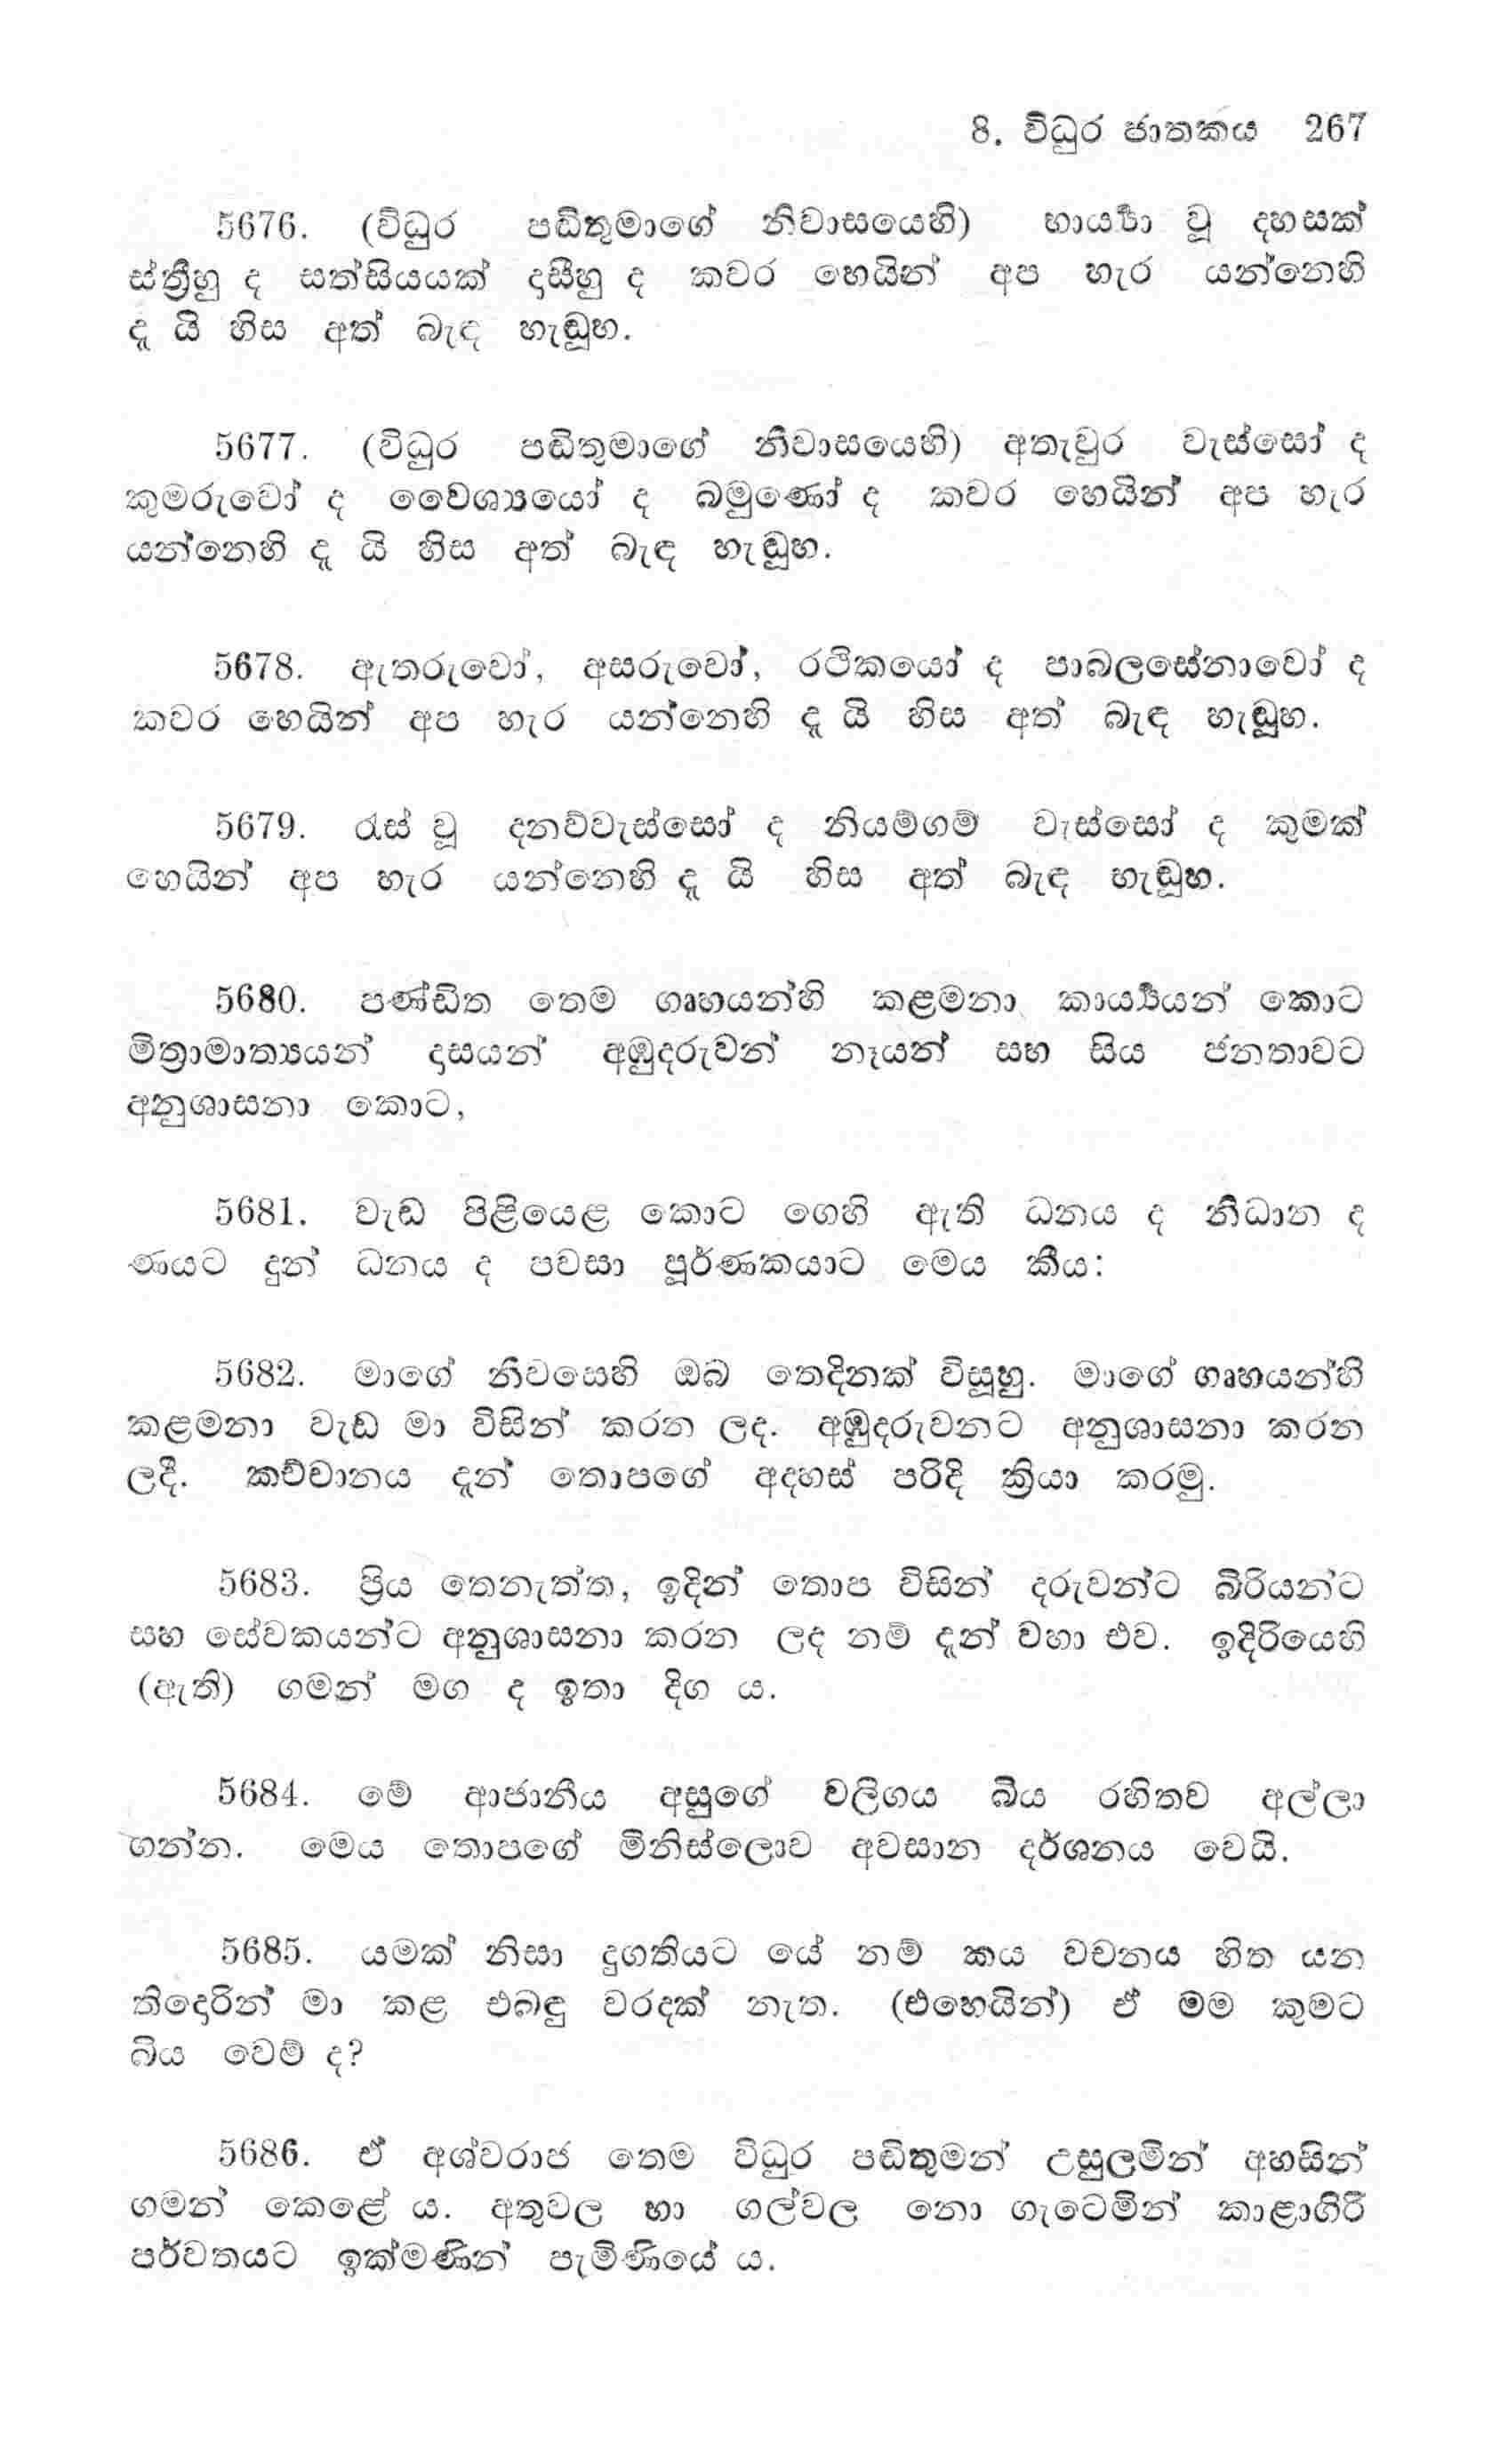 8. විධුර ජාතකය 267
5676. (විධුර පඬිතුමාගේ නිවාසයෙහි) භාර්‍ය්‍යා වූ දහසක්
ස්ත්‍රීහු ද සත්සියයක් දාසීහු ද කවර හෙයින් අප හැර යන්නෙහි
දැ යි හිස අත් බැඳ හැඬූහ.
5677. (විධුර පඬිතුමාගේ නිවාසයෙහි) අතැවුර වැස්සෝ ද
කුමරුවෝ ද වෛශ්‍යයෝ ද බමුණෝ ද කවර හෙයින් අප හැර
යන්නෙහි දැ යි හිස අත් බැඳ හැඬූහ.
5678. ඇතරුවෝ, අසරුවෝ, රථිකයෝ ද පාබලසේනාවෝ ද
කවර හෙයින් අප හැර යන්නෙහි දැ යි හිස අත් බැඳ හැඬූහ.
5679. රැස් වූ දනව්වැස්සෝ ද නියම්ගම් වැස්සෝ ද කුමක්
හෙයින් අප හැර යන්නෙහි දැ යි හිස අත් බැඳ හැඬූහ.
5680. පණ්ඩිත තෙම ගෘහයන්හි කළමනා කාර්‍ය්‍යයන් කොට
මිත්‍රාමාත්‍යයන් දාසයන් අඹුදරුවන් නෑයන් සහ සිය ජනතාවට
අනුශාසනා කොට,
5681. වැඩ පිළියෙළ කොට ගෙහි ඇති ධනය ද නිධාන ද
ණයට දුන් ධනය ද පවසා පූර්ණකයාට මෙය කීය:
5682. මාගේ නිවසෙහි ඔබ තෙදිනක් විසූහු. මාගේ ගෘහයන්හි
කළමනා වැඩ මා විසින් කරන ලද. අඹුදරුවනට අනුශාසනා කරන
ලදී. කච්චානය දැන් තොපගේ අදහස් පරිදි ක්‍රියා කරමු.
5683. ප්‍රිය තෙනැත්ත, ඉදින් තොප විසින් දරුවන්ට බිරියන්ට
සහ සේවකයන්ට අනුශාසනා කරන ලද නම් දැන් වහා එව. ඉදිරියෙහි
(ඇති) ගමන් මග ද ඉතා දිග ය.
5684. මේ ආජානීය අසුගේ වලිගය බිය රහිතව අල්ලා
ගන්න. මෙය තොපගේ මිනිස්ලොව අවසාන දර්ශනය වෙයි.
5685. යමක් නිසා දුගතියට යේ නම් කය වචනය හිත යන
තිදොරින් මා කළ එබඳු වරදක් නැත. (එහෙයින්) ඒ මම කුමට
බිය වෙම් ද?
5686. ඒ අශ්වරාජ තෙම විධුර පඬිතුමන් උසුලමින් අහසින්
ගමන් කෙළේ ය. අතුවල හා ගල්වල නො ගැටෙමින් කාළාගිරි
පර්වතයට ඉක්මණින් පැමිණියේ ය.